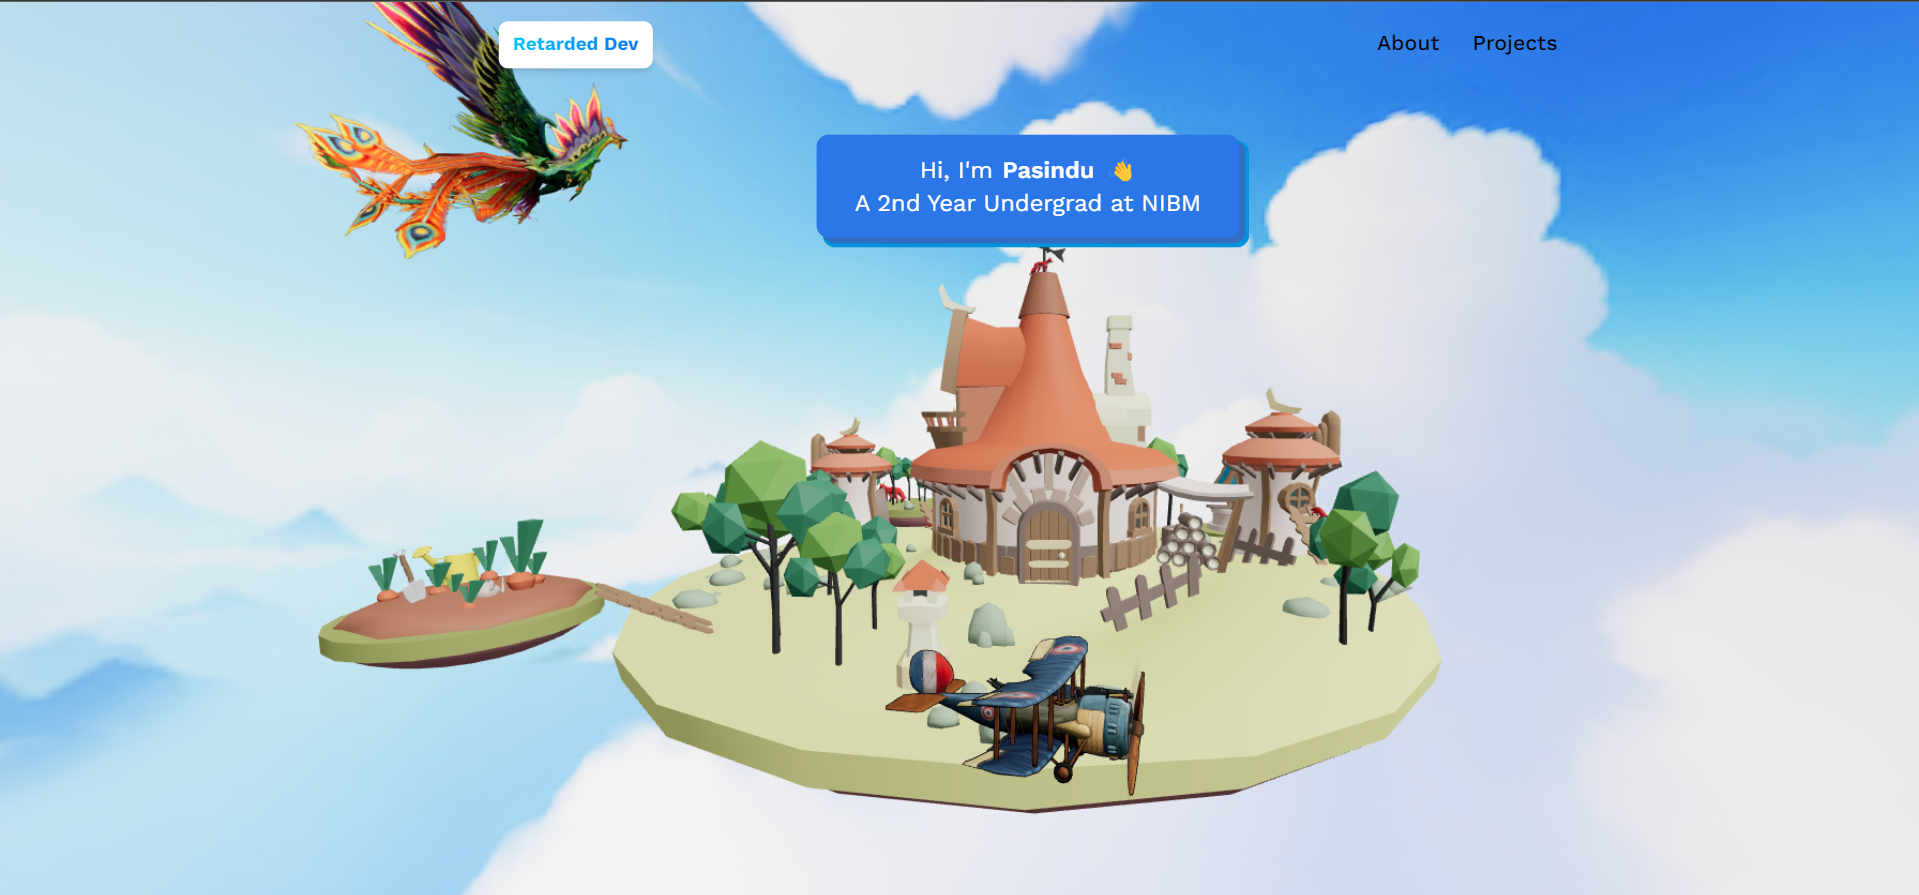 Retarded Dev
About
Projects
Hi, I'm Pasindu 👋
A 2nd Year Undergrad at NIBM